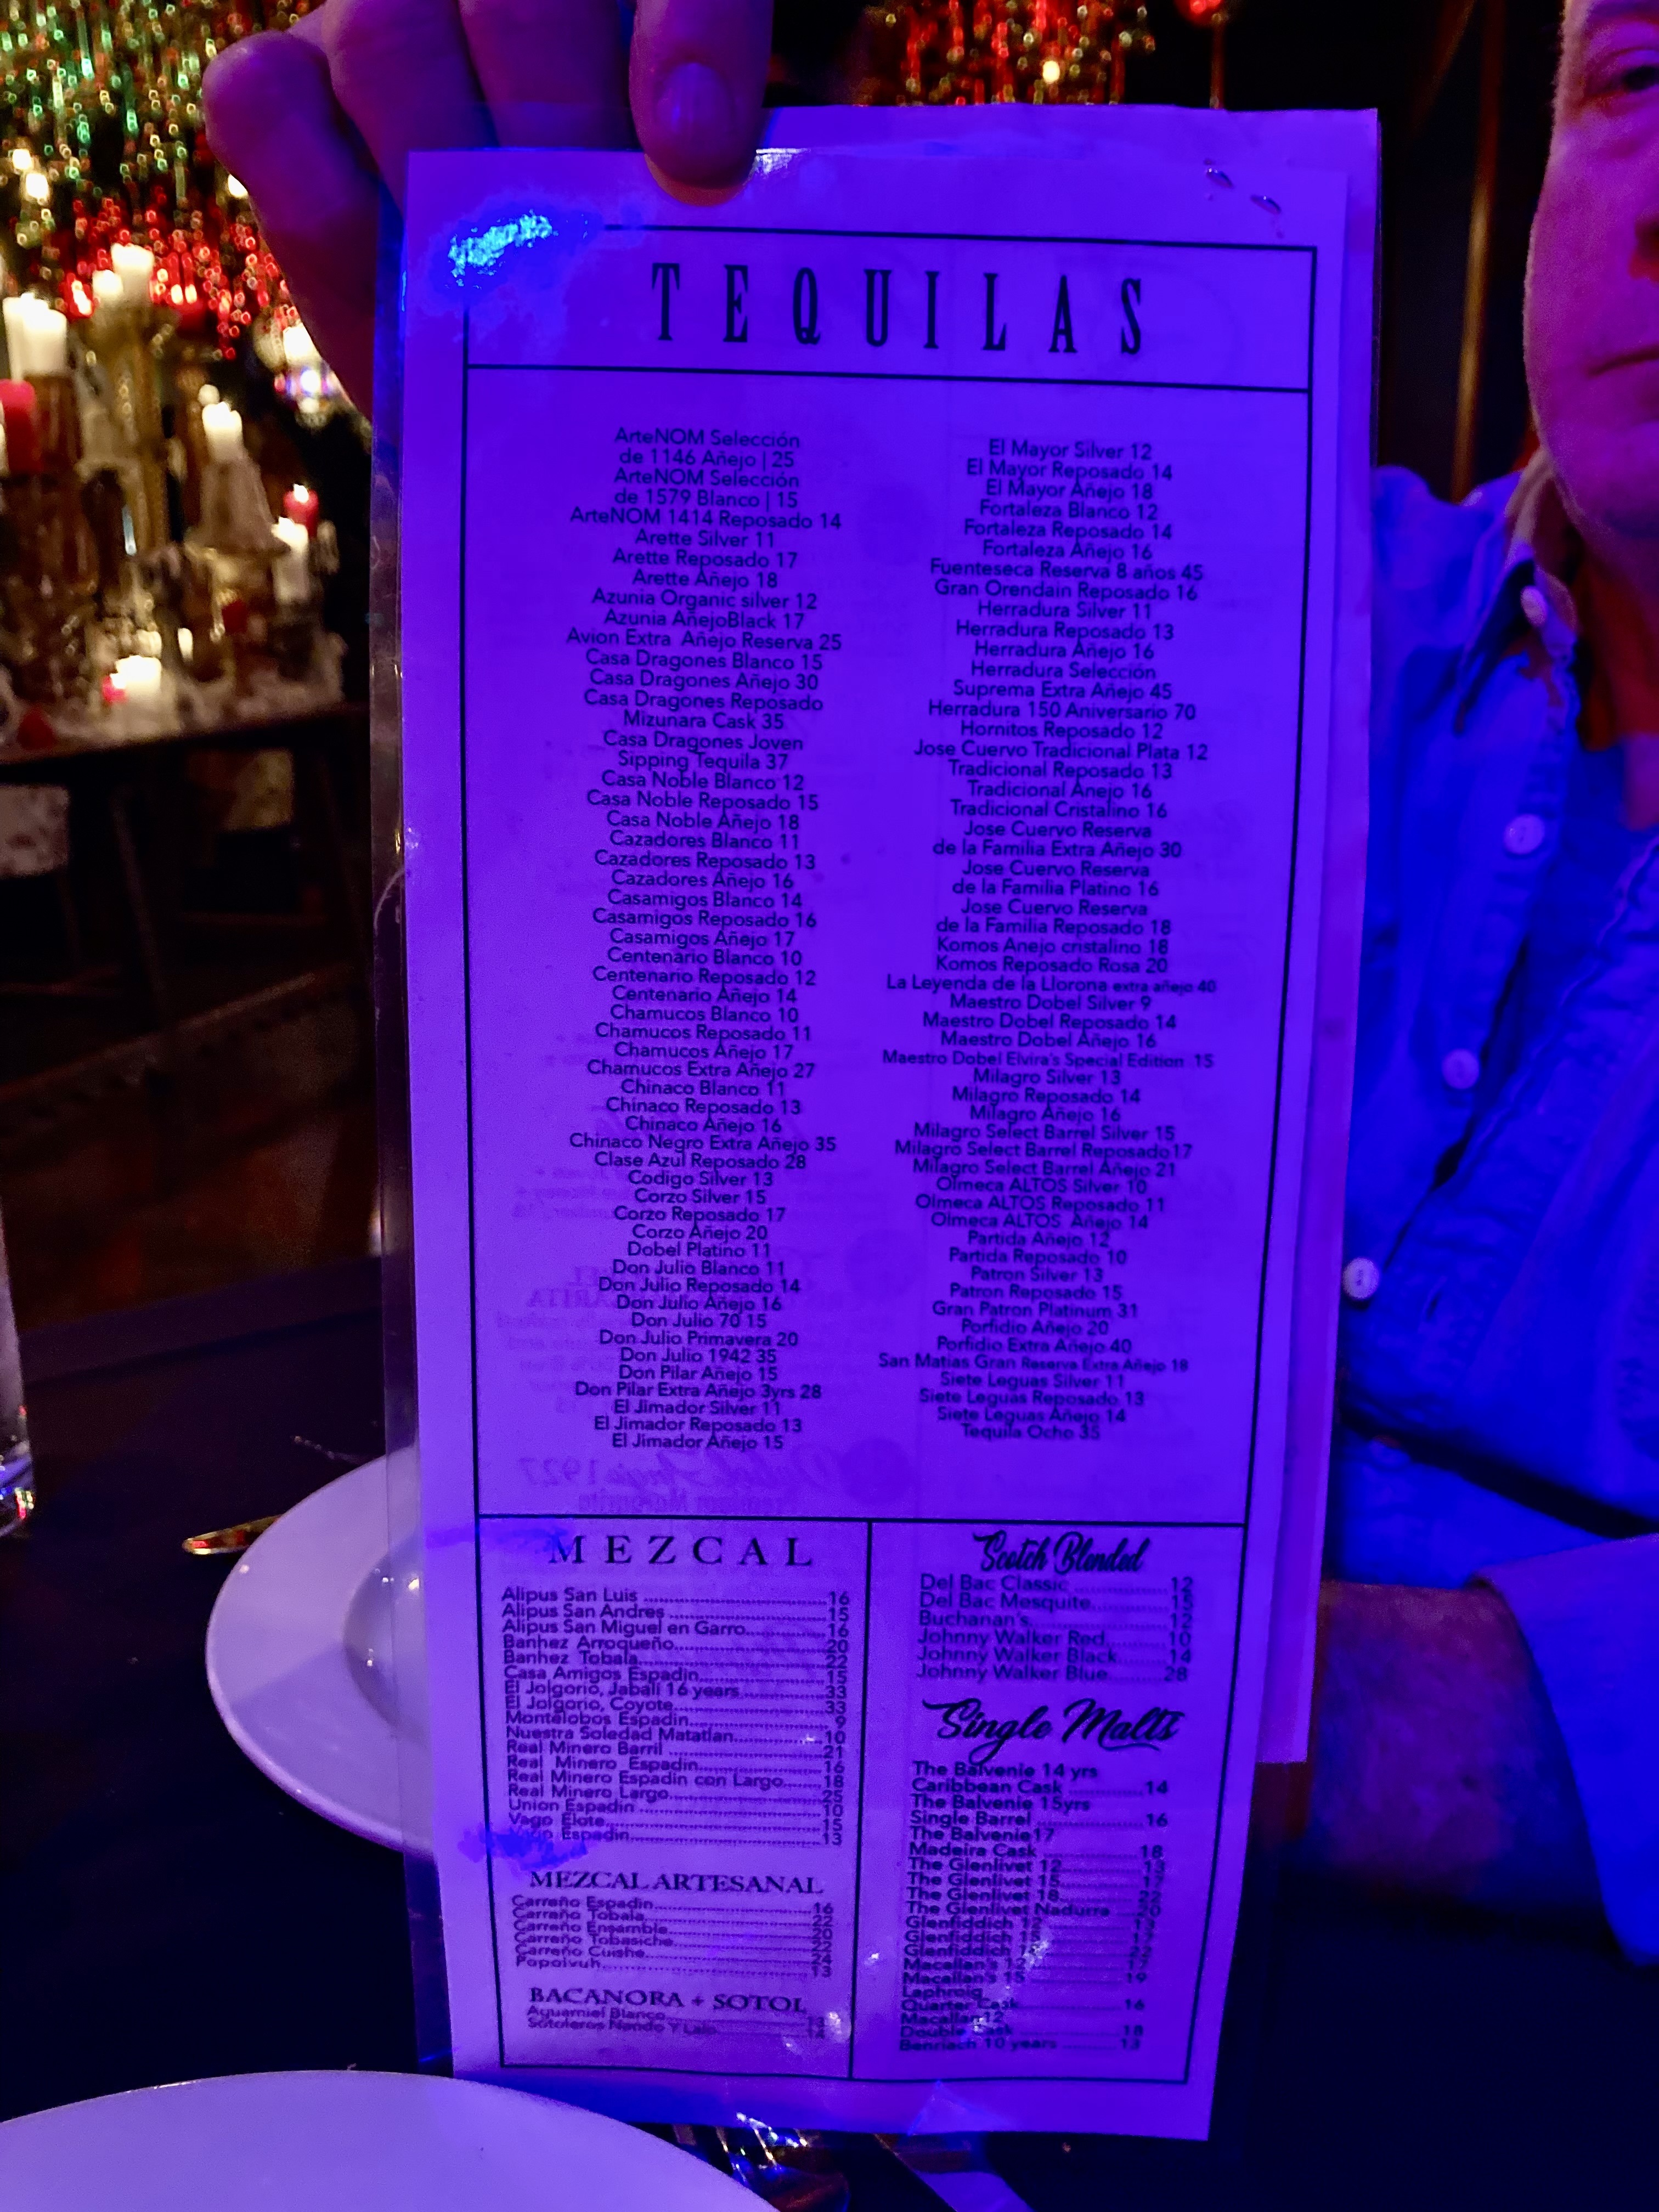 TEQUILAS
ArteNOM Selección
de 1146 Añejo | 25
ArteNOM Selección
de 1579 Blanco | 15
ArteNOM 1414 Reposado 14
Arette Silver 11
Arette Reposado 17
Arette Añejo 18
Azunia Organic silver 12
Azunia AñejoBlack 17
Avion Extra Añejo Reserva 25
Casa Dragones Blanco 15
Casa Dragones Añejo 30
Casa Dragones Reposado
Mizunara Cask 35
Casa Dragones Joven
Sipping Tequila 37
Casa Noble Blanco 12
Casa Noble Reposado 15
Casa Noble Añejo 18
Cazadores Blanco 11
Cazadores Reposado 13
Cazadores Añejo 16
Casamigos Blanco 14
Casamigos Reposado 16
Casamigos Añejo 17
Centenario Blanco 10
Centenario Reposado 12
Centenario Añejo 14
Chamucos Blanco 10
Chamucos Reposado 11
Chamucos Añejo 17
Chamucos Extra Añejo 27
Chinaco Blanco 11
Chinaco Reposado 13
Chinaco Añejo 16
Chinaco Negro Extra Añejo 35
Clase Azul Reposado 28
Codigo Silver 13
Corzo Silver 15
Corzo Reposado 17
Corzo Añejo 20
Dobel Platino 11
Don Julio Blanco 11
Don Julio Reposado 14
Don Julio Añejo 16
Don Julio 70 15
Don Julio Primavera 20
Don Julio 1942 35
Don Pilar Añejo 15
Don Pilar Extra Añejo 3yrs 28
El Jimador Silver 11
El Jimador Reposado 13
El Jimador Añejo 15
El Mayor Silver 12
El Mayor Reposado 14
El Mayor Añejo 18
Fortaleza Blanco 12
Fortaleza Reposado 14
Fortaleza Añejo 16
Fuenteseca Reserva 8 años 45
Gran Orendain Reposado 16
Herradura Silver 11
Herradura Reposado 13
Herradura Añejo 16
Herradura Selección
Suprema Extra Añejo 45
Herradura 150 Aniversario 70
Hornitos Reposado 12
Jose Cuervo Tradicional Plata 12
Tradicional Reposado 13
Tradicional Anejo 16
Tradicional Cristalino 16
Jose Cuervo Reserva
de la Familia Extra Añejo 30
Jose Cuervo Reserva
de la Familia Platino 16
Jose Cuervo Reserva
de la Familia Reposado 18
Komos Anejo cristalino 18
Komos Reposado Rosa 20
La Leyenda de la Llorona extra añejo 40
Maestro Dobel Silver 9
Maestro Dobel Reposado 14
Maestro Dobel Añejo 16
Maestro Dobel Elvira's Special Edition 15
Milagro Silver 13
Milagro Reposado 14
Milagro Añejo 16
Milagro Select Barrel Silver 15
Milagro Select Barrel Reposado17
Milagro Select Barrel Añejo 21
Olmeca ALTOS Silver 10
Olmeca ALTOS Reposado 11
Olmeca ALTOS Añejo 14
Partida Añejo 12
Partida Reposado 10
Patron Silver 13
Patron Reposado 15
Gran Patron Platinum 31
Porfidio Añejo 20
Porfidio Extra Añejo 40
San Matias Gran Reserva Extra Añejo 18
Siete Leguas Silver 11
Siete Leguas Reposado 13
Siete Leguas Añejo 14
Tequila Ocho 35
MEZCAL
Alipus San Luis 16
Alipus San Andres 15
Alipus San Miguel en Garro 16
Banhez Arroqueño 20
Banhez Tobala 22
Casa Amigos Espadin 15
El Jolgorio, Jabalí 16 years 33
El Jolgorio, Coyote 33
Montelobos Espadin 9
Nuestra Soledad Matatlan 10
Real Minero Barril 21
Real Minero Espadin 16
Real Minero Espadin con Largo 18
Real Minero Largo 25
Union Espadin 10
Vago Elote 15
Espadin 13
MEZCAL ARTESANAL
Carreño Espadin 16
Carreño Tobala 22
Carreño Ensamble 20
Carreño Tobasiche
Carreño Cuishe 24
Papolvuh 13
BACANORA + SOTOL
Aguamiel Blanco
Sotoleros Nando Y Lalo
Scotch Blended
Del Bac Classic 12
Del Bac Mesquite 15
Buchanan's 12
Johnny Walker Red 10
Johnny Walker Black 14
Johnny Walker Blue 28
Single Malts
The Balvenie 14 yrs
Caribbean Cask 14
The Balvenie 15yrs
Single Barrel 16
The Balvenie17
Madeira Cask 18
The Glenlivet 12 13
The Glenlivet 15 17
The Glenlivet 18 22
The Glenlivet Nadurra 20
Glenfiddich 12 13
Glenfiddich 15
Glenfiddich
Macallan's 12
Macallan's 15 19
Laphroig
Quarter Cask 16
Macallan12
Double Cask 18
Benriach 10 years 13